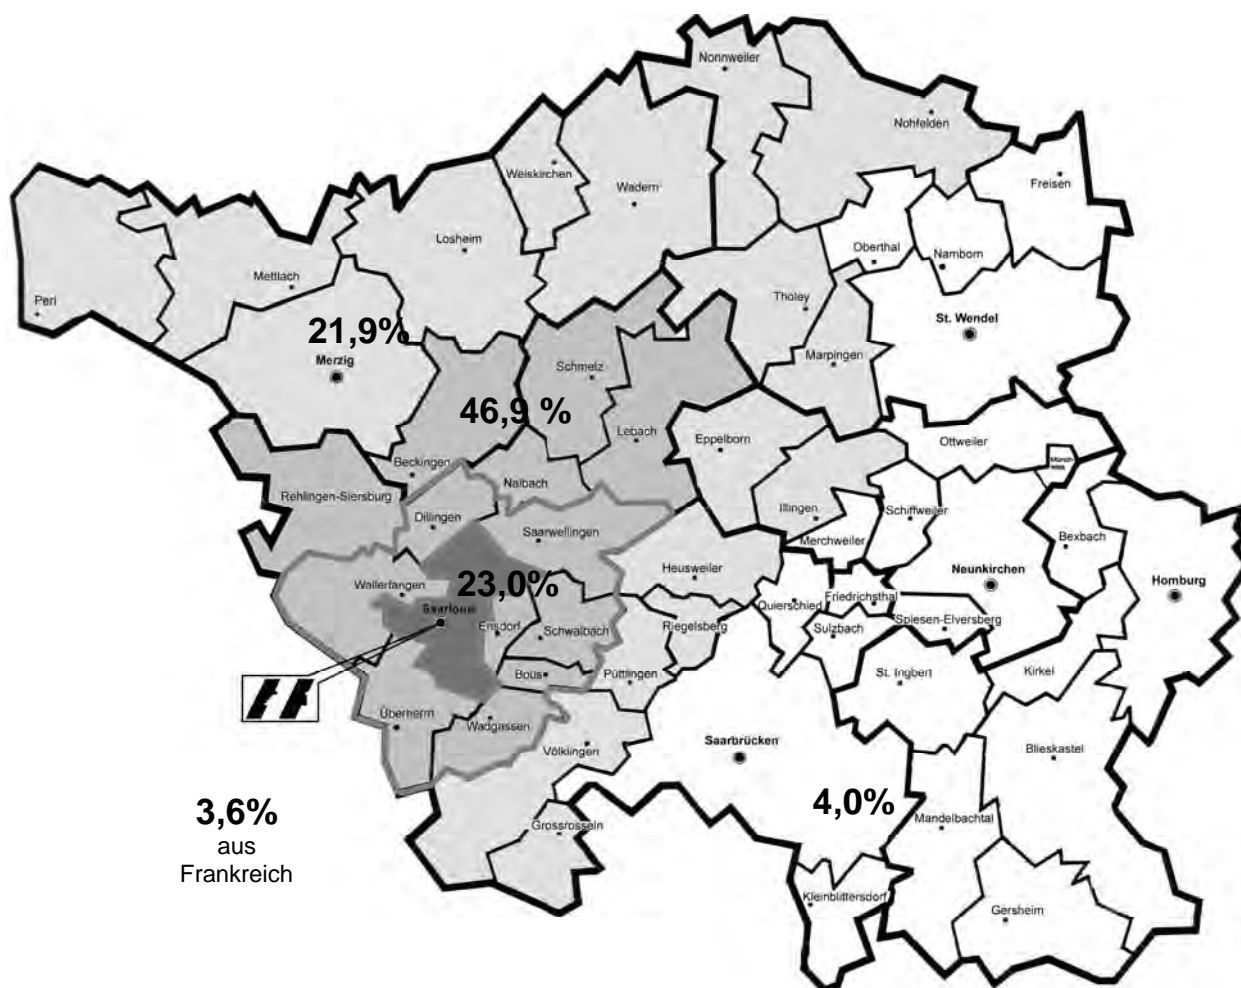 Nonnweiler
Nohfelden
Weiskirchen
Wadern
Freisen
Losheim
Oberthal
Namborn
Mettlach
Perl
Tholey
St. Wendel
21,9%
Merzig
Schmelz
Marpingen
46,9 %
Lebach
Eppelborn
Ottweiler
Beckingen
Nalbach
Rehlingen-Siersburg
Dillingen
Saarwellingen
Illingen
Schiffweiler
Merchweiler
Bexbach
Heusweiler
Neunkirchen
Homburg
Wallerfangen
23,0%
Quierschied
Friedrichsthal
Saarlouis
Ensdorf
Schwalbach
Riegelsberg
Sulzbach
Spiesen-Elversberg
Bous
Püttingen
St. Ingbert
Kirkel
Überherrn
Wadgassen
Völklingen
Saarbrücken
Blieskastel
3,6%
aus
Frankreich
4,0%
Mandelbachtal
Grossrosseln
Kleinblittersdorf
Gersheim